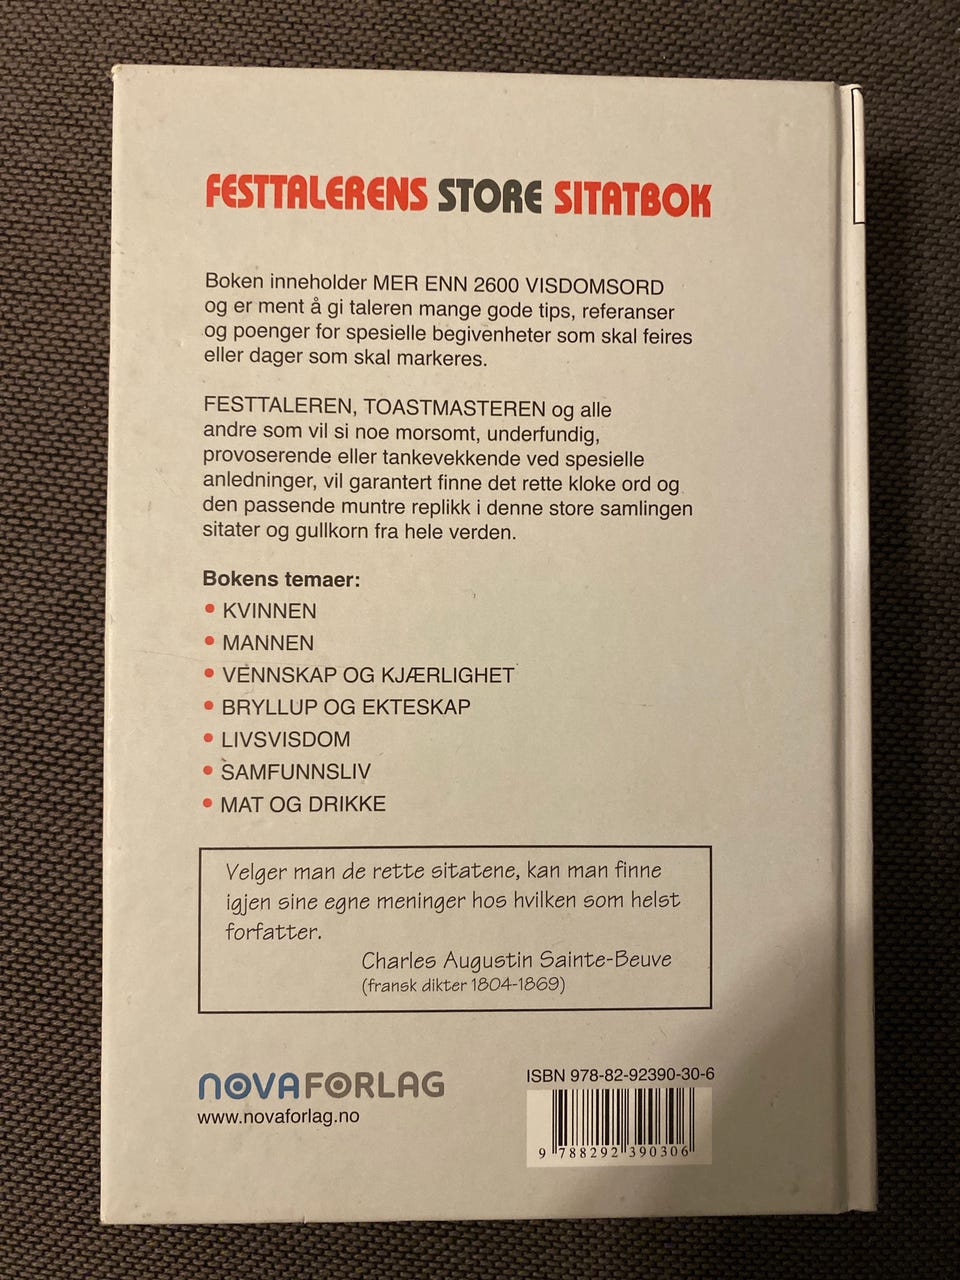 FESTTALERENS STORE SITATBOK
Boken inneholder MER ENN 2600 VISDOMSORD
og er ment å gi taleren mange gode tips, referanser
og poenger for spesielle begivenheter som skal feires
eller dager som skal markeres.
FESTTALEREN, TOASTMASTEREN og alle
andre som vil si noe morsomt, underfundig,
provoserende eller tankevekkende ved spesielle
anledninger, vil garantert finne det rette kloke ord og
den passende muntre replikk i denne store samlingen
sitater og gullkorn fra hele verden.
Bokens temaer:
• KVINNEN
• MANNEN
• VENNSKAP OG KJÆRLIGHET
• BRYLLUP OG EKTESKAP
• LIVSVISDOM
• SAMFUNNSLIV
• MAT OG DRIKKE
Velger man de rette sitatene, kan man finne
igjen sine egne meninger hos hvilken som helst
forfatter.
Charles Augustin Sainte-Beuve
(fransk dikter 1804-1869)
NOVAFORLAG
www.novaforlag.no
ISBN 978-82-92390-30-6
9 788292 390306